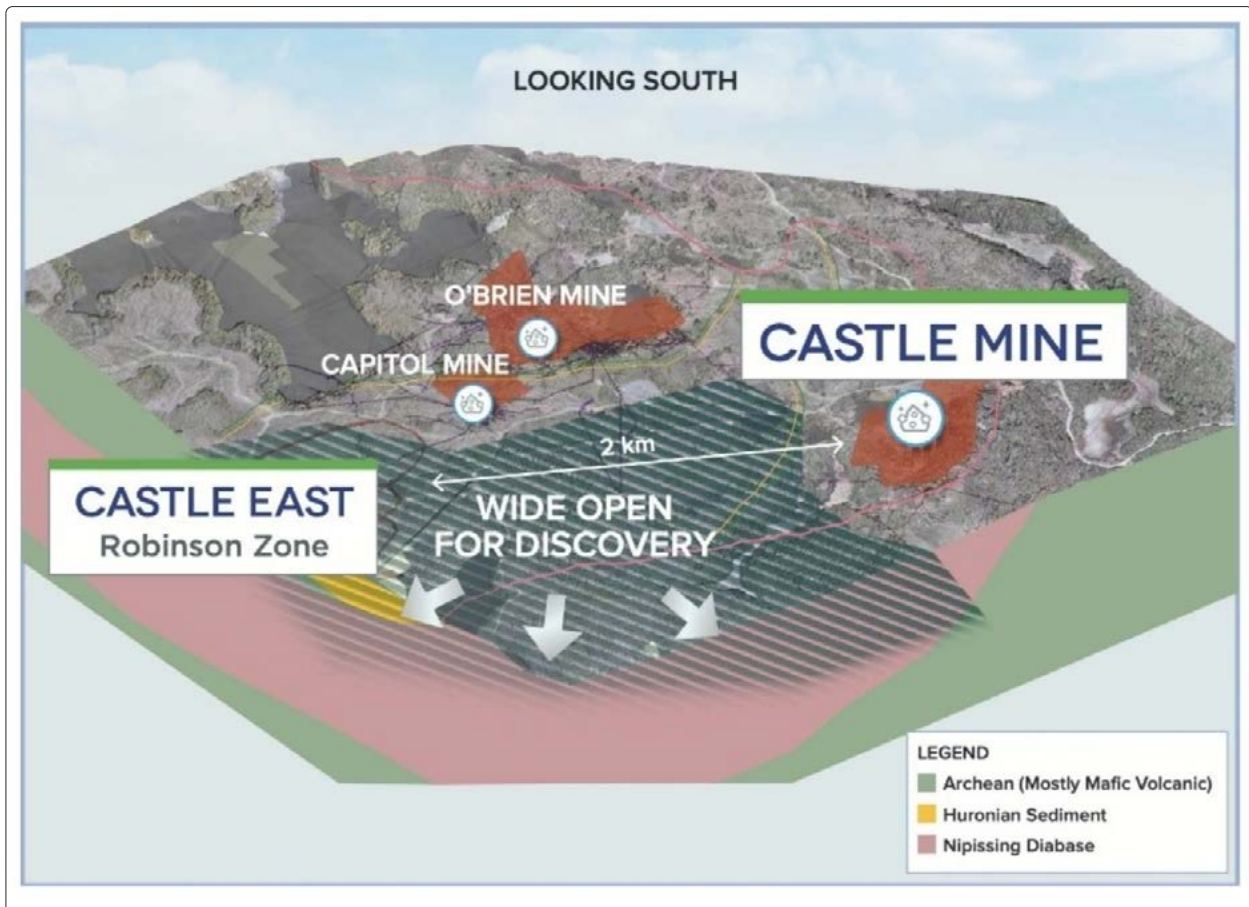 LOOKING SOUTH
O'BRIEN MINE
CAPITOL MINE
CASTLE MINE
2 km
CASTLE EAST
Robinson Zone
WIDE OPEN
FOR DISCOVERY
LEGEND
Archean (Mostly Mafic Volcanic)
Huronian Sediment
Nipissing Diabase